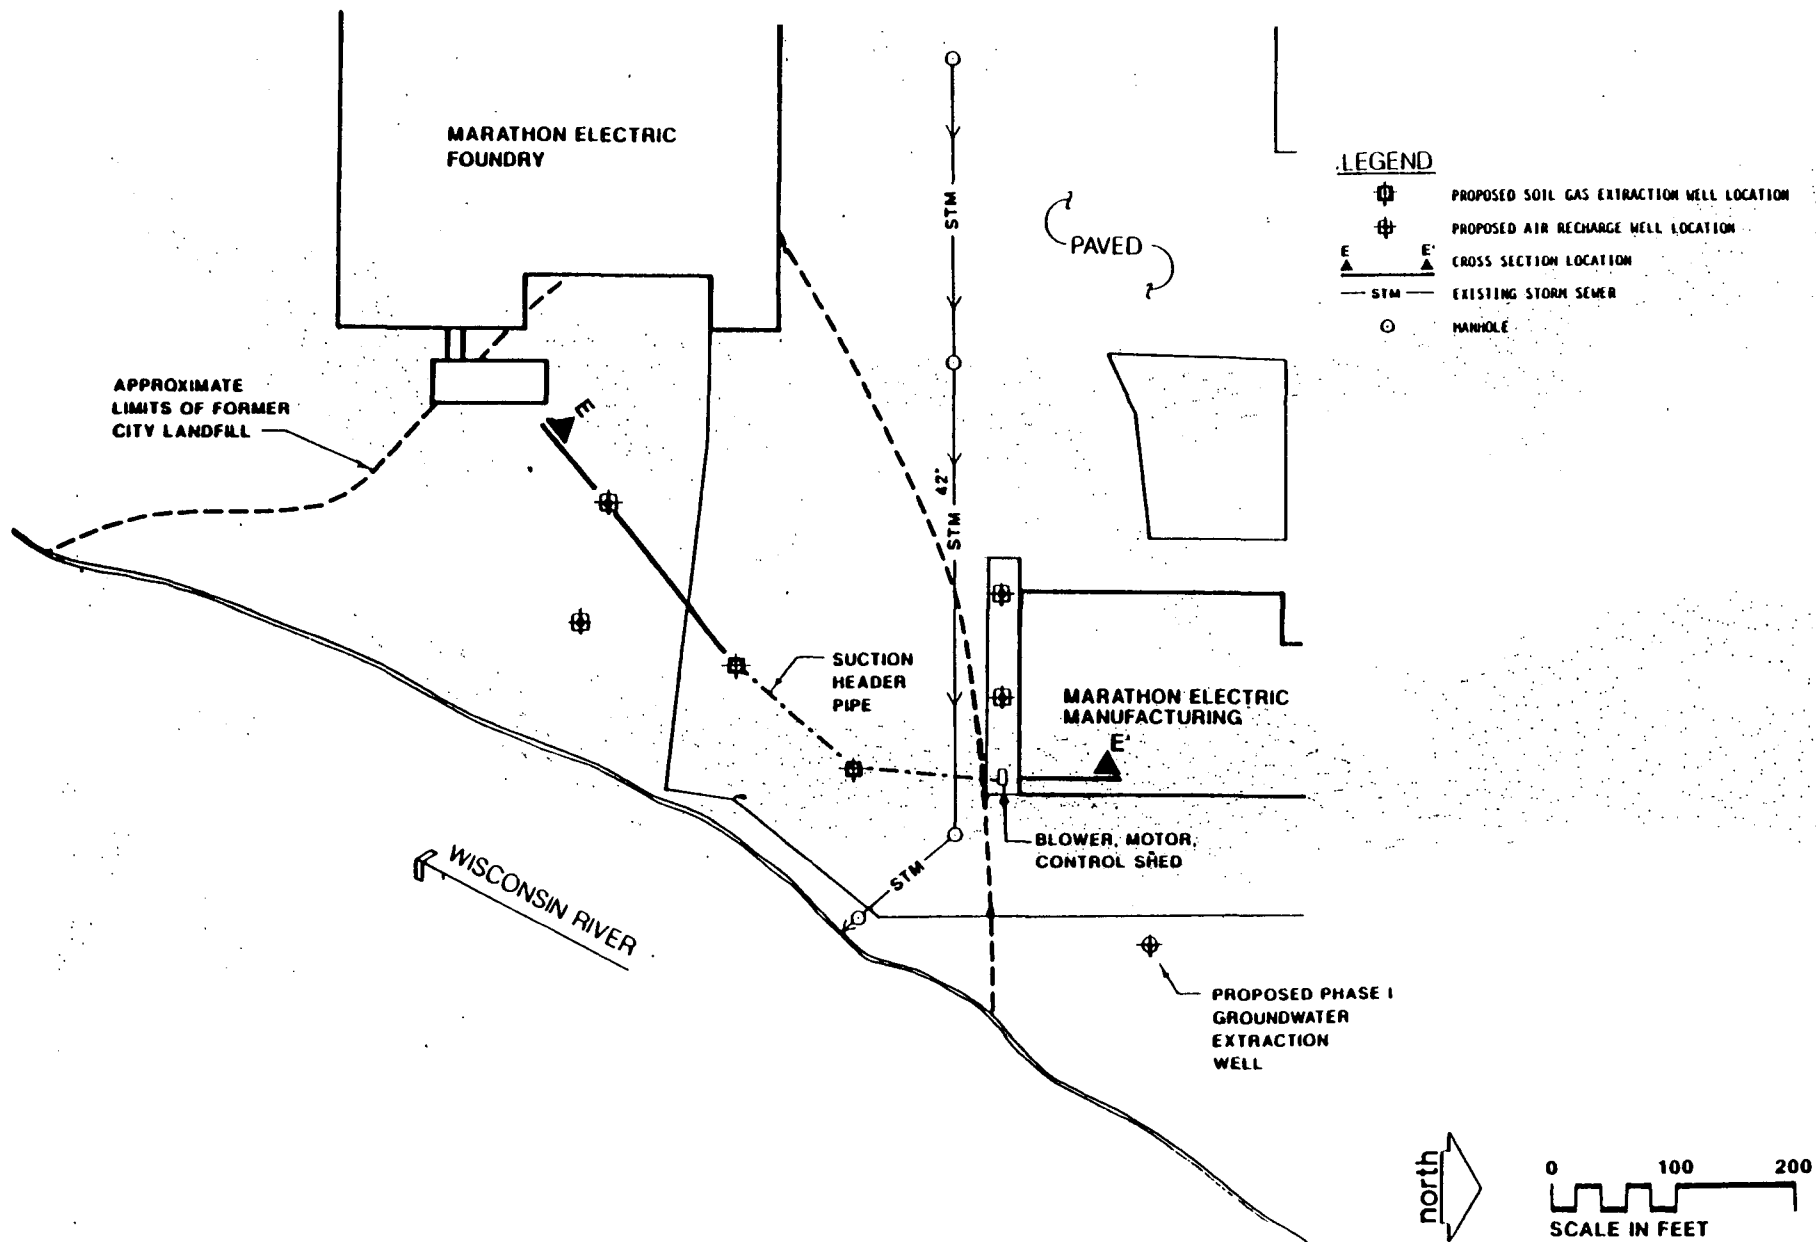 MARATHON ELECTRIC
FOUNDRY
STM
PAVED
LEGEND
PROPOSED SOIL GAS EXTRACTION WELL LOCATION
PROPOSED AIR RECHARGE WELL LOCATION
E E' CROSS SECTION LOCATION
STM EXISTING STORM SEWER
MANHOLE
APPROXIMATE
LIMITS OF FORMER
CITY LANDFILL
E
42"
STM
SUCTION
HEADER
PIPE
MARATHON ELECTRIC
MANUFACTURING
E'
BLOWER, MOTOR,
CONTROL SHED
STM
WISCONSIN RIVER
PROPOSED PHASE I
GROUNDWATER
EXTRACTION
WELL
north
0 100 200
SCALE IN FEET